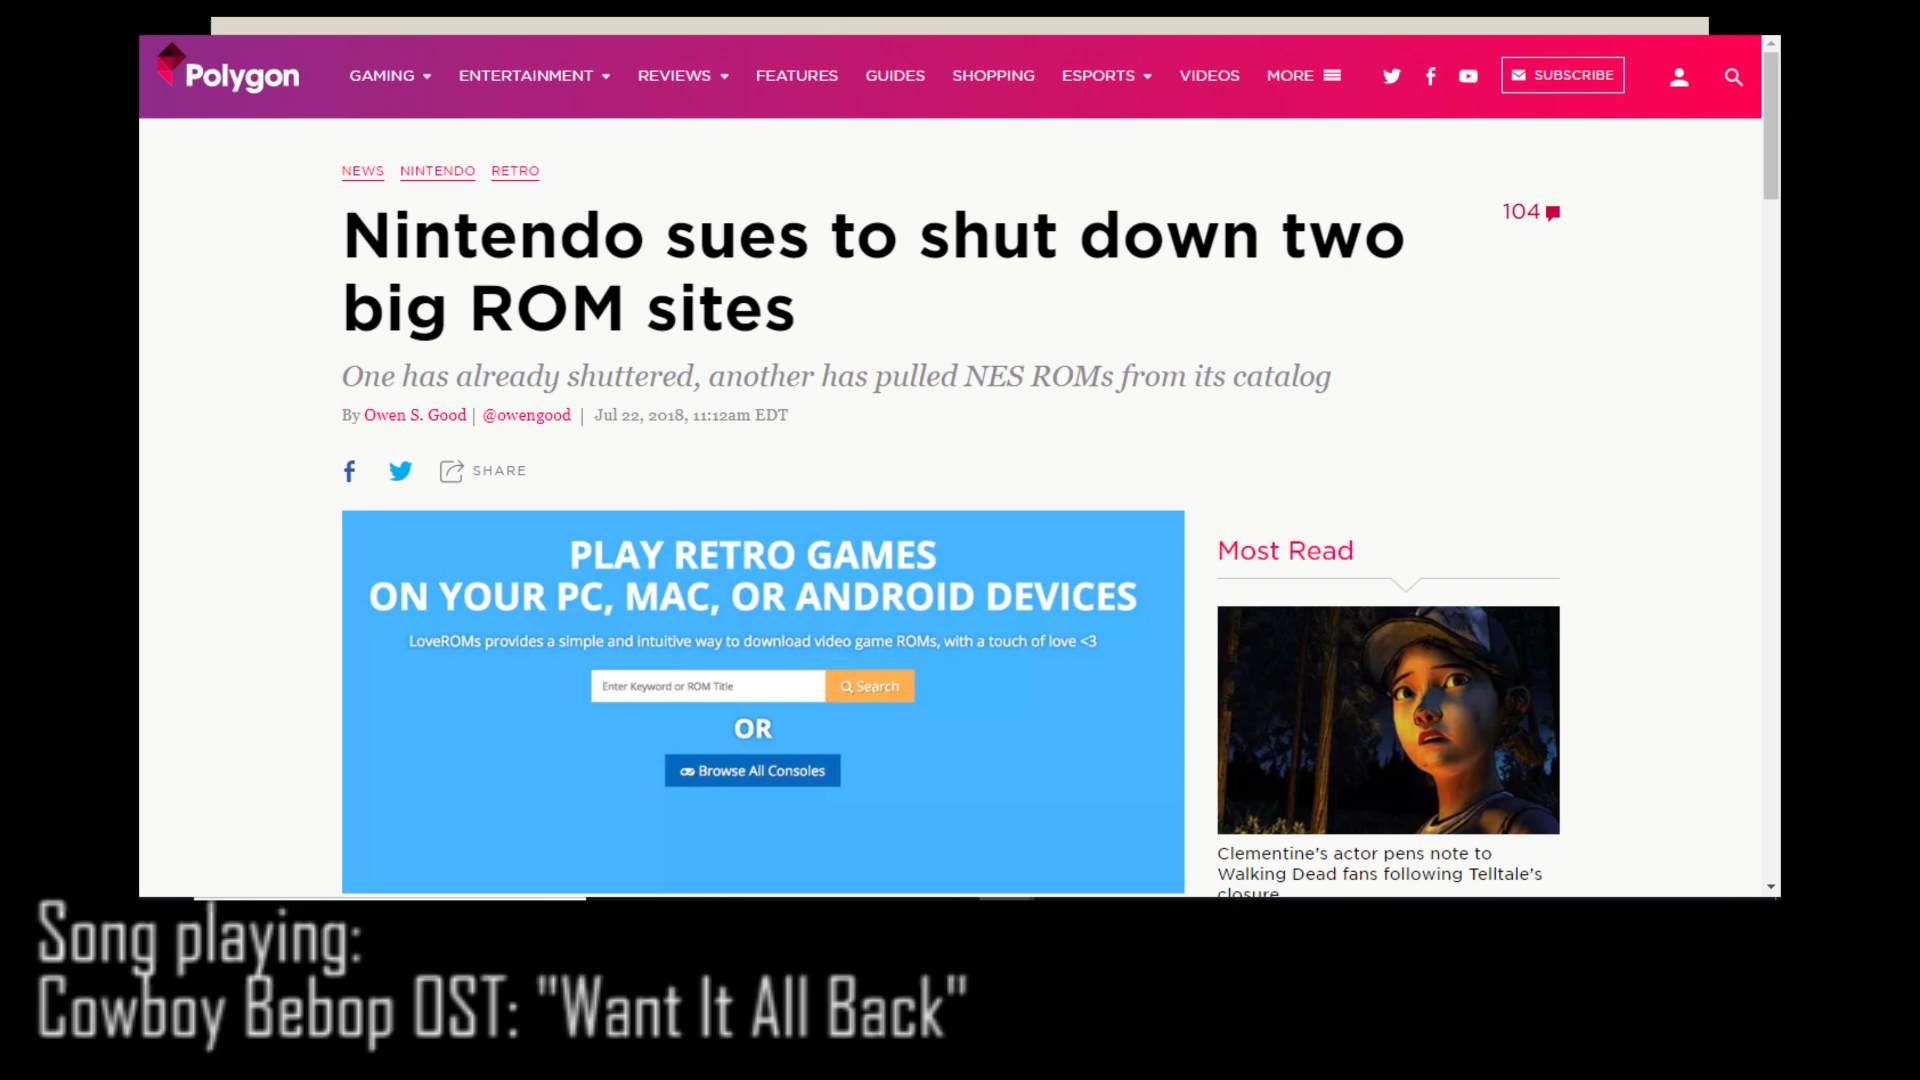 Polygon
GAMING ENTERTAINMENT REVIEWS FEATURES GUIDES SHOPPING ESPORTS VIDEOS MORE SUBSCRIBE
NEWS NINTENDO RETRO
104
Nintendo sues to shut down two
big ROM sites
One has already shuttered, another has pulled NES ROMs from its catalog
By Owen S. Good | @owengood | Jul 22, 2018, 11:12am EDT
SHARE
PLAY RETRO GAMES
ON YOUR PC, MAC, OR ANDROID DEVICES
LoveROMs provides a simple and intuitive way to download video game ROMs, with a touch of love <3
Enter Keyword or ROM Title Search
OR
Browse All Consoles
Most Read
Clementine's actor pens note to
Walking Dead fans following Telltale's
closure
Song playing:
Cowboy Bebop OST: "Want It All Back"